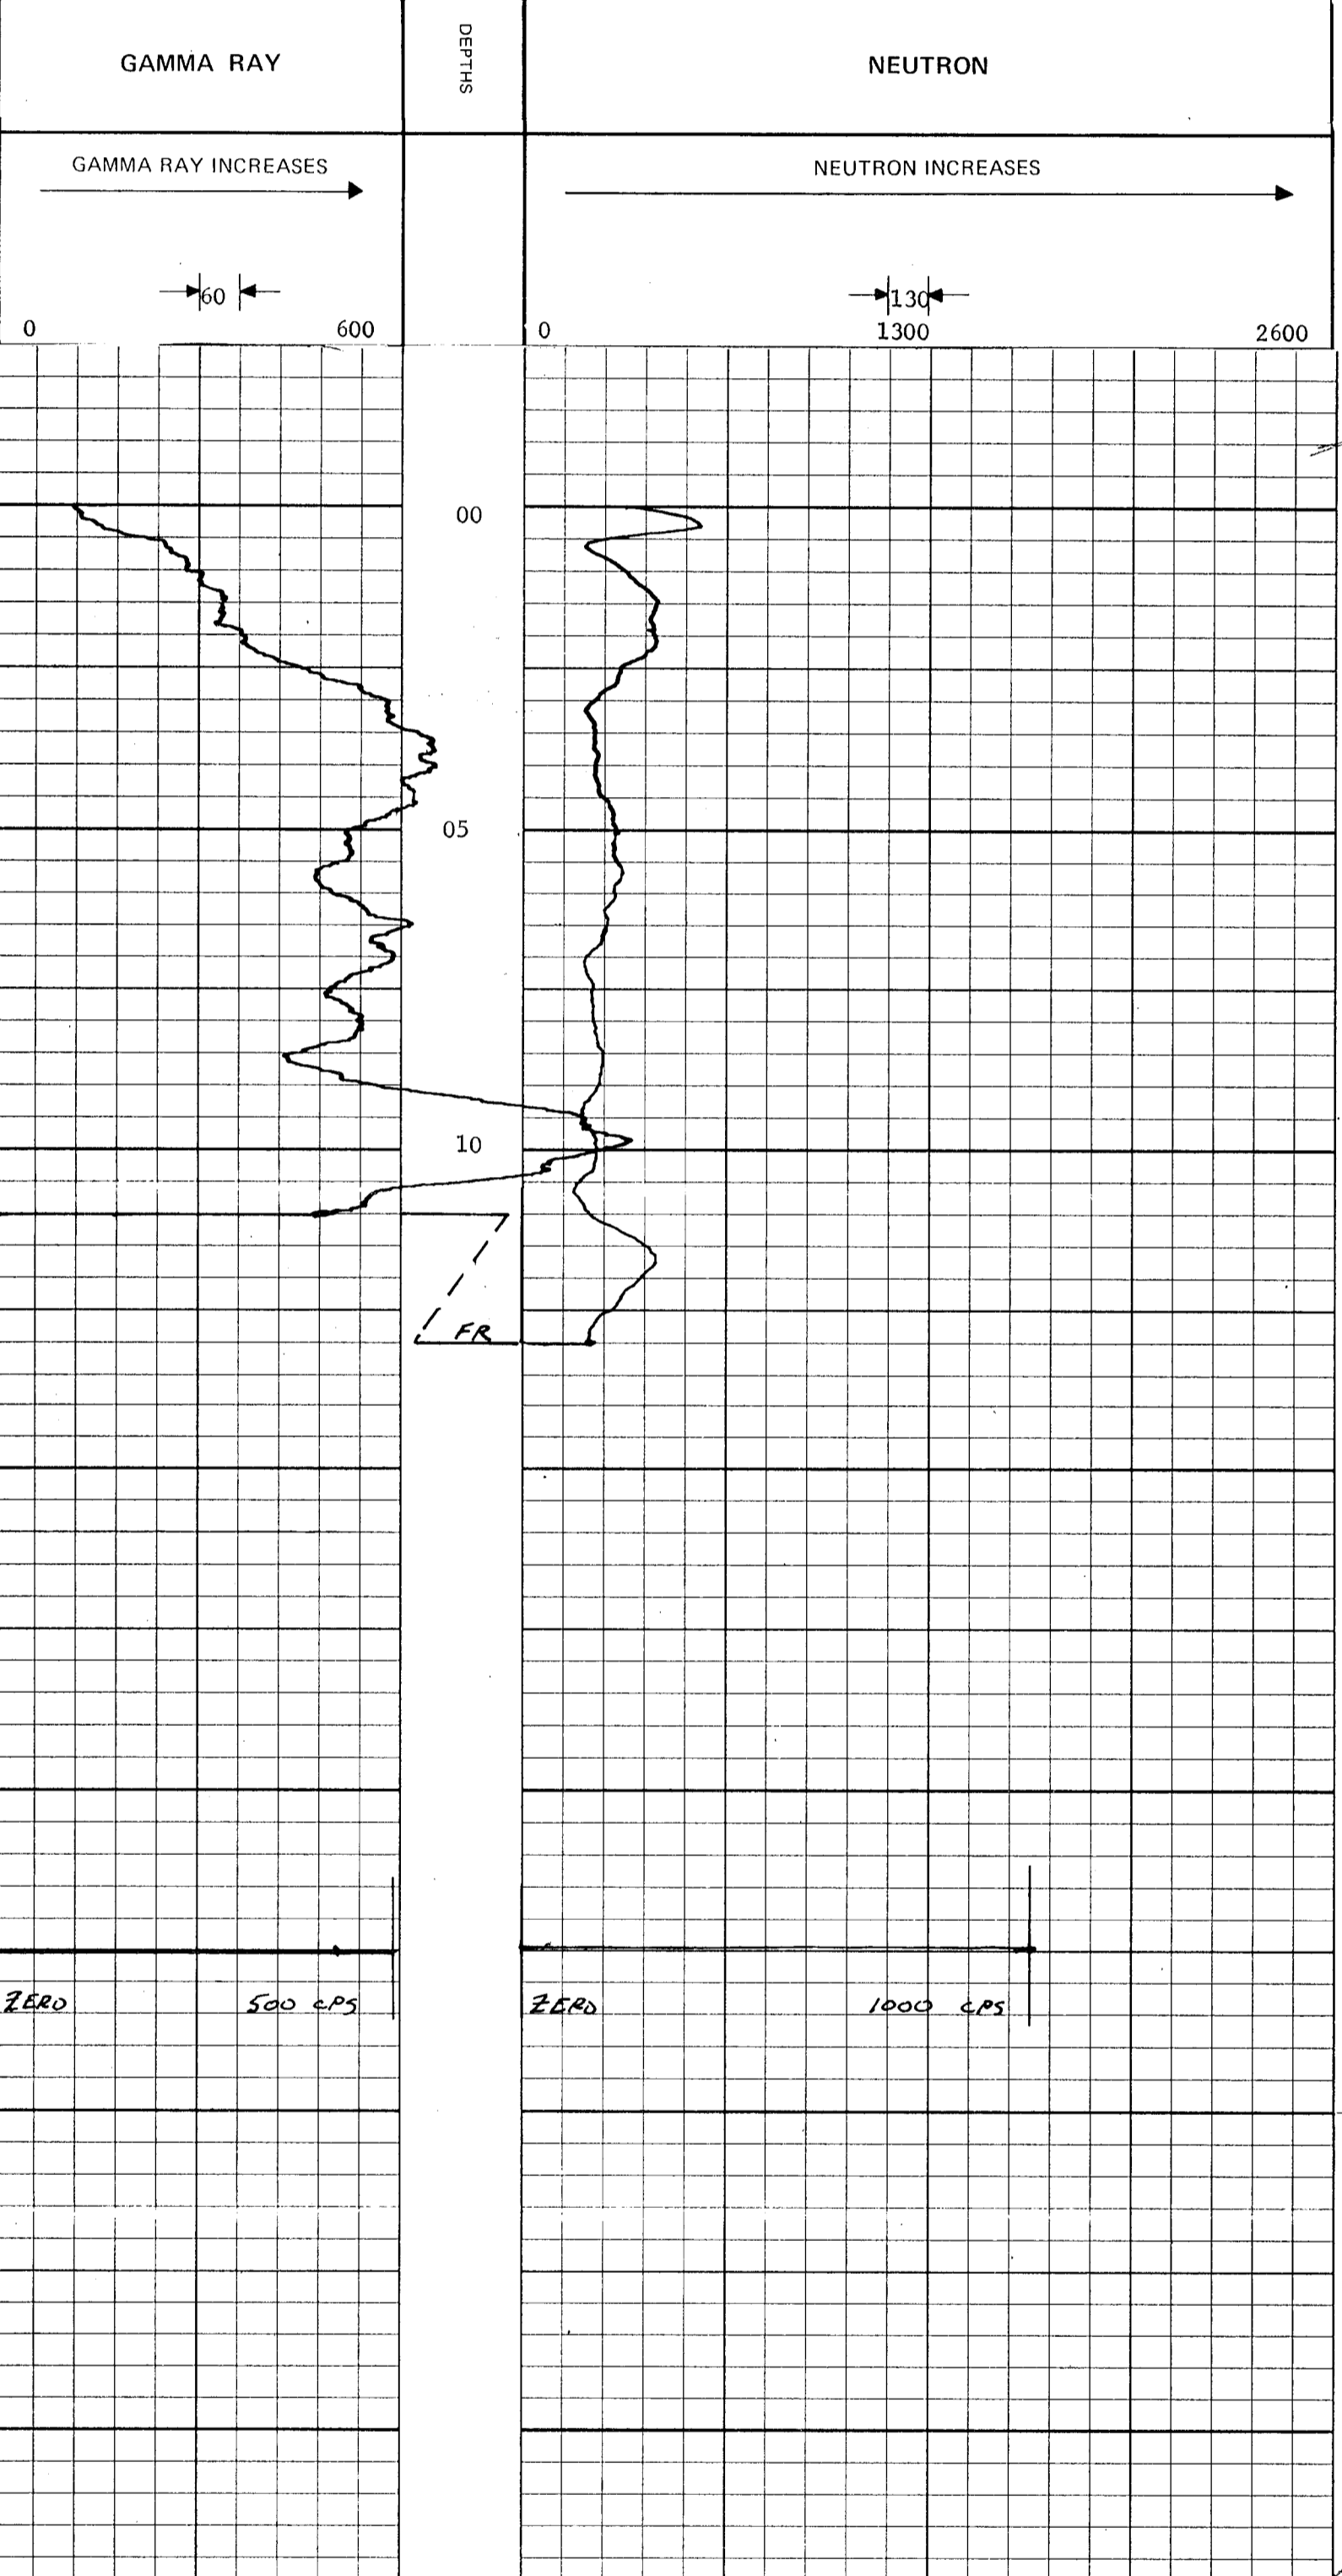 GAMMA RAY
DEPTHS
NEUTRON
GAMMA RAY INCREASES
NEUTRON INCREASES
60
130
0 600
0 1300 2600
00
05
10
FR
ZERO 500 CPS
ZERO 1000 CPS